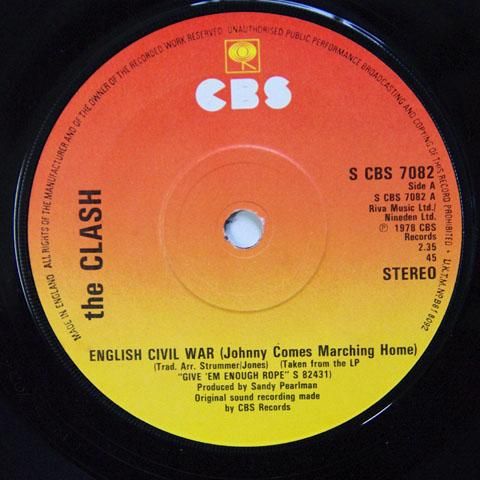 MADE IN ENGLAND. ALL RIGHTS OF THE MANUFACTURER AND OF THE OWNER OF THE RECORDED WORK RESERVED. UNAUTHORISED PUBLIC PERFORMANCE BROADCASTING AND COPYING OF THIS RECORD PROHIBITED • U.K.T.M. Nº B618092
CBS
the CLASH
S CBS 7082
Side A
S CBS 7082 A
Riva Music Ltd./
Nineden Ltd.
℗ 1978 CBS
Records
2.35
45
STEREO
ENGLISH CIVIL WAR (Johnny Comes Marching Home)
(Trad. Arr. Strummer/Jones) (Taken from the LP
"GIVE 'EM ENOUGH ROPE" S 82431)
Produced by Sandy Pearlman
Original sound recording made
by CBS Records